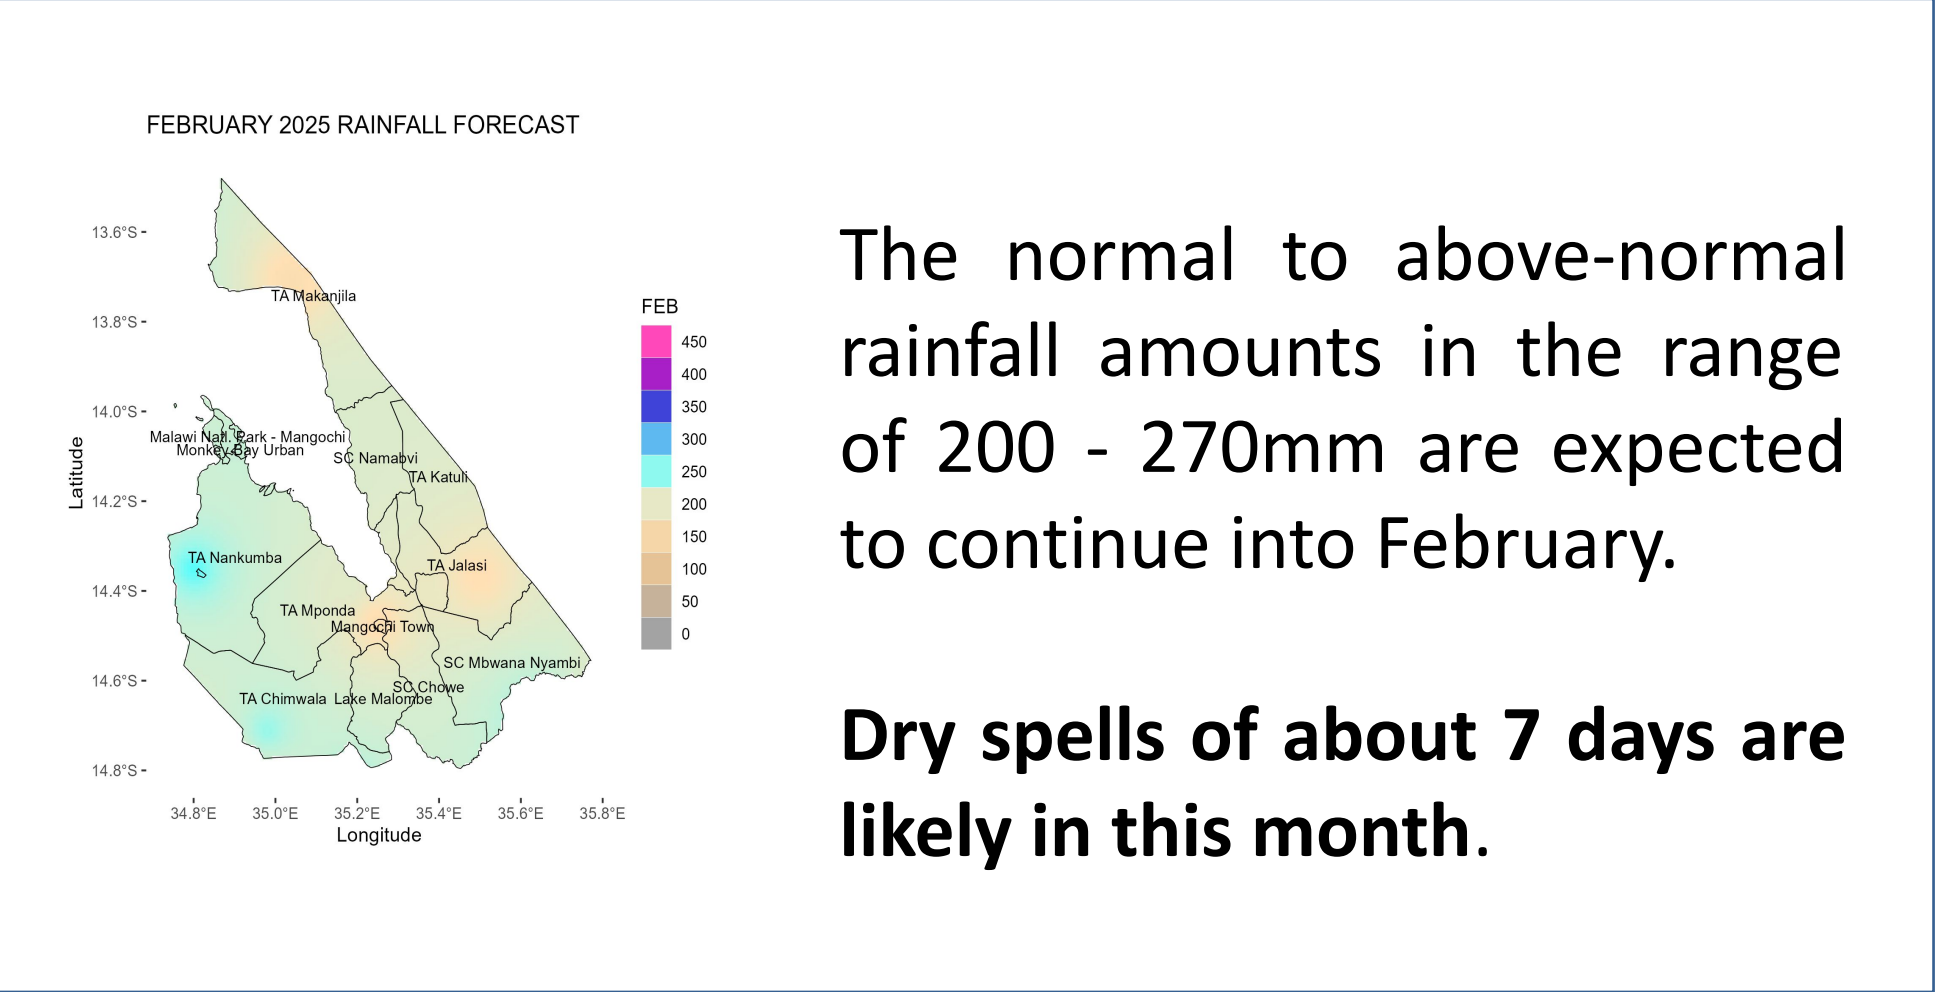 FEBRUARY 2025 RAINFALL FORECAST
13.6°S
13.8°S
14.0°S
14.2°S
14.4°S
14.6°S
14.8°S
Latitude
34.8°E 35.0°E 35.2°E 35.4°E 35.6°E 35.8°E
Longitude
TA Makanjila
Malawi Natl. Park - Mangochi
Monkey Bay Urban
SC Namabvi
TA Katuli
TA Nankumba
TA Jalasi
TA Mponda
Mangochi Town
SC Mbwana Nyambi
SC Chowe
TA Chimwala
Lake Malombe
FEB
450
400
350
300
250
200
150
100
50
0
The normal to above-normal
rainfall amounts in the range
of 200 - 270mm are expected
to continue into February.
Dry spells of about 7 days are
likely in this month.